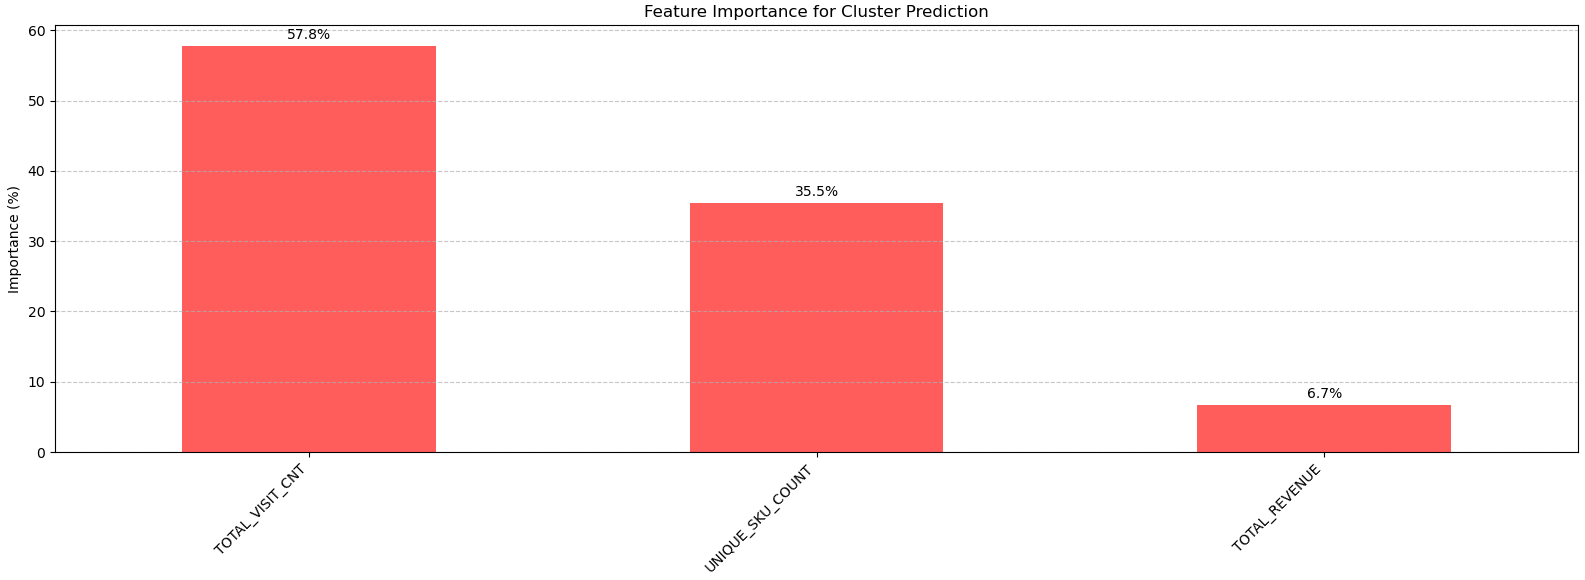 Feature Importance for Cluster Prediction
Importance (%)
60
50
40
30
20
10
0
57.8%
35.5%
6.7%
TOTAL_VISIT_CNT
UNIQUE_SKU_COUNT
TOTAL_REVENUE